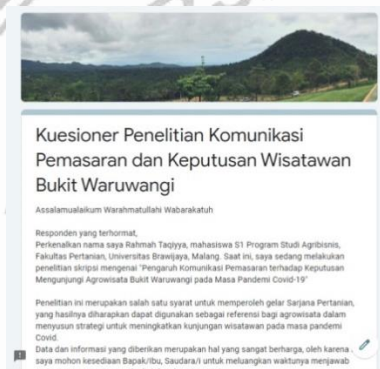 Kuesioner Penelitian Komunikasi
Pemasaran dan Keputusan Wisatawan
Bukit Waruwangi
Assalamualaikum Warahmatullahi Wabarakatuh
Responden yang terhormat,
Perkenalkan nama saya Rahmah Taqiyya, mahasiswa S1 Program Studi Agribisnis,
Fakultas Pertanian, Universitas Brawijaya, Malang. Saat ini, saya sedang melakukan
penelitian skripsi mengenai "Pengaruh Komunikasi Pemasaran terhadap Keputusan
Mengunjungi Agrowisata Bukit Waruwangi pada Masa Pandemi Covid-19"
Penelitian ini merupakan salah satu syarat untuk memperoleh gelar Sarjana Pertanian,
yang hasilnya diharapkan dapat digunakan sebagai referensi bagi agrowisata dalam
menyusun strategi untuk meningkatkan kunjungan wisatawan pada masa pandemi
Covid.
Data dan informasi yang diberikan merupakan hal yang sangat berharga, oleh karena
saya mohon kesediaan Bapak/ibu, Saudara/i untuk meluangkan waktunya menjawab